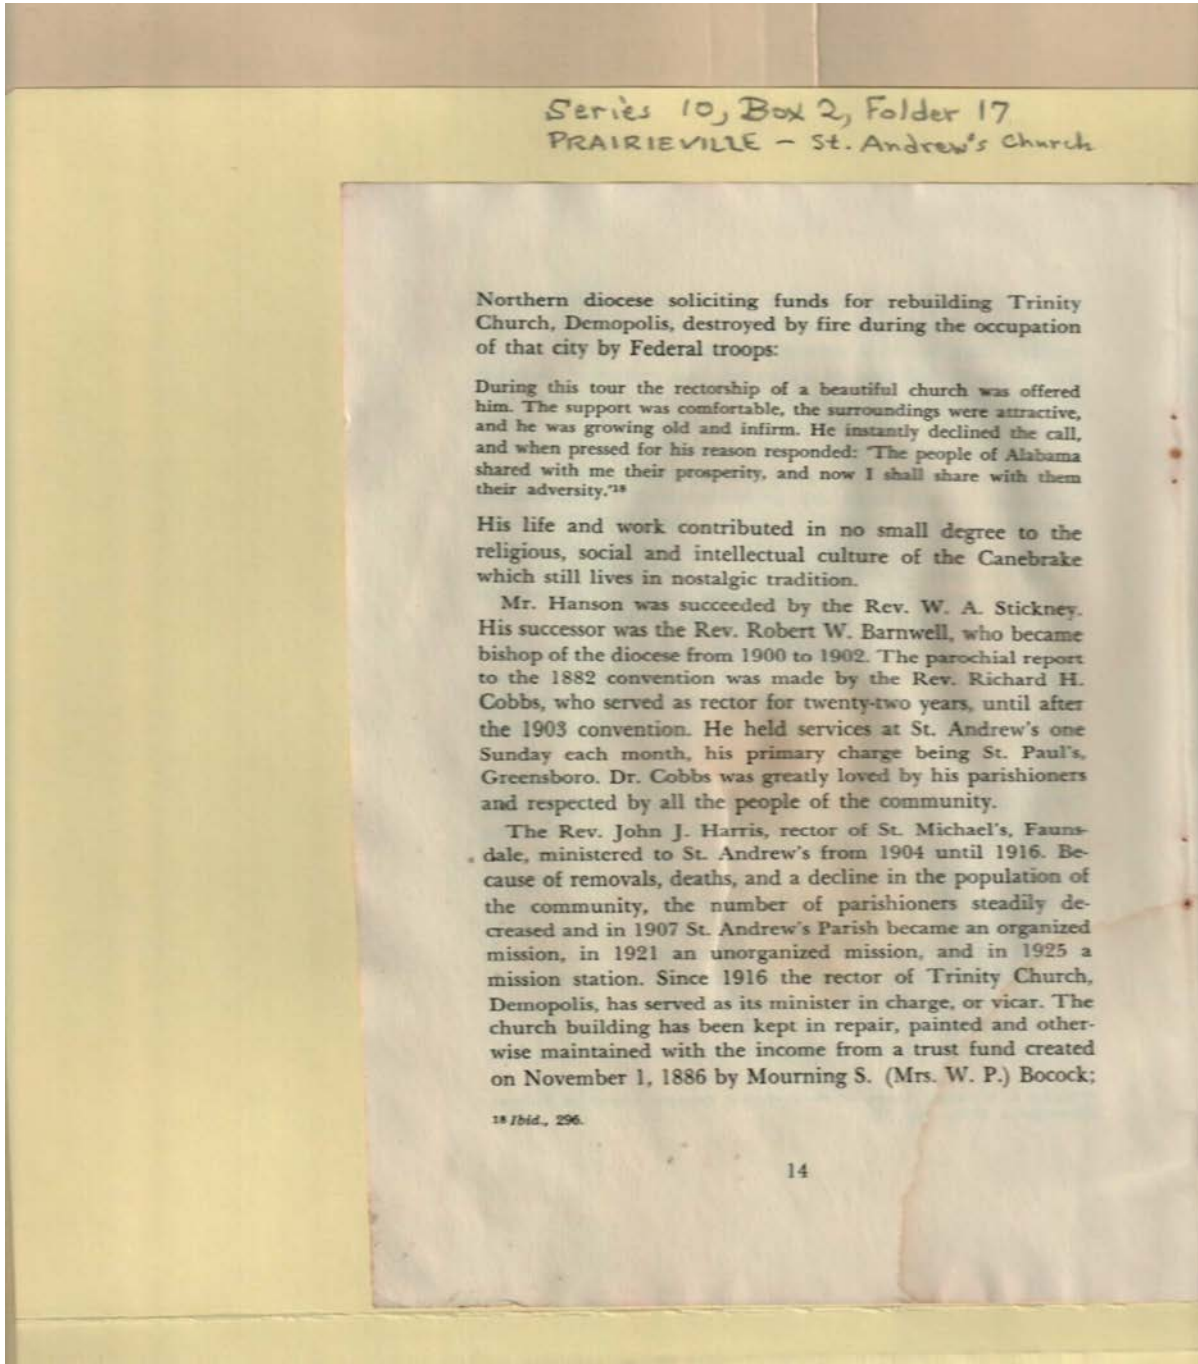 Series 10, Box 2, Folder 17
PRAIRIEVILLE - St. Andrew's Church
Northern diocese soliciting funds for rebuilding Trinity
Church, Demopolis, destroyed by fire during the occupation
of that city by Federal troops:
During this tour the rectorship of a beautiful church was offered
him. The support was comfortable, the surroundings were attractive,
and he was growing old and infirm. He instantly declined the call,
and when pressed for his reason responded: 'The people of Alabama
shared with me their prosperity, and now I shall share with them
their adversity.'18
His life and work contributed in no small degree to the
religious, social and intellectual culture of the Canebrake
which still lives in nostalgic tradition.
Mr. Hanson was succeeded by the Rev. W. A. Stickney.
His successor was the Rev. Robert W. Barnwell, who became
bishop of the diocese from 1900 to 1902. The parochial report
to the 1882 convention was made by the Rev. Richard H.
Cobbs, who served as rector for twenty-two years, until after
the 1903 convention. He held services at St. Andrew's one
Sunday each month, his primary charge being St. Paul's,
Greensboro. Dr. Cobbs was greatly loved by his parishioners
and respected by all the people of the community.
The Rev. John J. Harris, rector of St. Michael's, Fauns-
dale, ministered to St. Andrew's from 1904 until 1916. Be-
cause of removals, deaths, and a decline in the population of
the community, the number of parishioners steadily de-
creased and in 1907 St. Andrew's Parish became an organized
mission, in 1921 an unorganized mission, and in 1925 a
mission station. Since 1916 the rector of Trinity Church,
Demopolis, has served as its minister in charge, or vicar. The
church building has been kept in repair, painted and other-
wise maintained with the income from a trust fund created
on November 1, 1886 by Mourning S. (Mrs. W. P.) Bocock;
18 Ibid., 296.
14